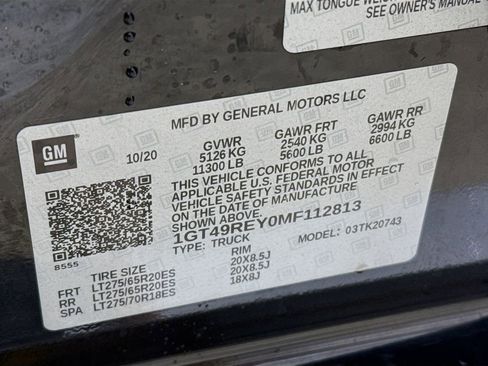 MAX TONGUE WEIG
SEE OWNER'S MANUAL
GM
MFD BY GENERAL MOTORS LLC
GM
10/20
GVWR GAWR FRT GAWR RR
5126 KG 2540 KG 2994 KG
11300 LB 5600 LB 6600 LB
THIS VEHICLE CONFORMS TO ALL
APPLICABLE U.S. FEDERAL MOTOR
VEHICLE SAFETY STANDARDS IN EFFECT
ON THE DATE OF MANUFACTURE
SHOWN ABOVE.
1GT49REY0MF112813
TYPE: TRUCK MODEL: 03TK20743
8555
TIRE SIZE RIM
FRT LT275/65R20ES 20X8.5J
RR LT275/65R20ES 20X8.5J
SPA LT275/70R18ES 18X8J